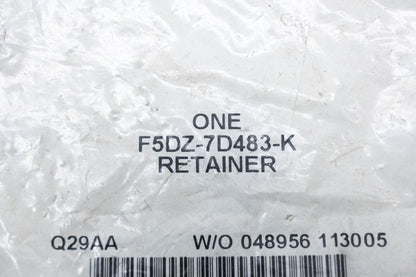 ONE
F5DZ-7D483-K
RETAINER
Q29AA W/O 048956 113005